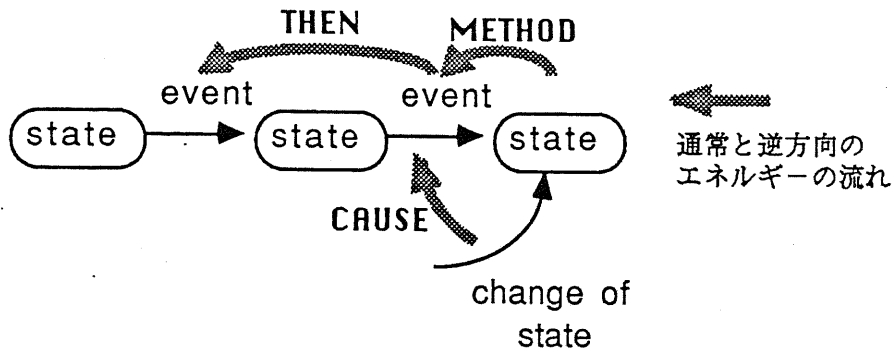 THEN
METHOD
event
event
state
state
state
通常と逆方向の
エネルギーの流れ
CAUSE
change of
state